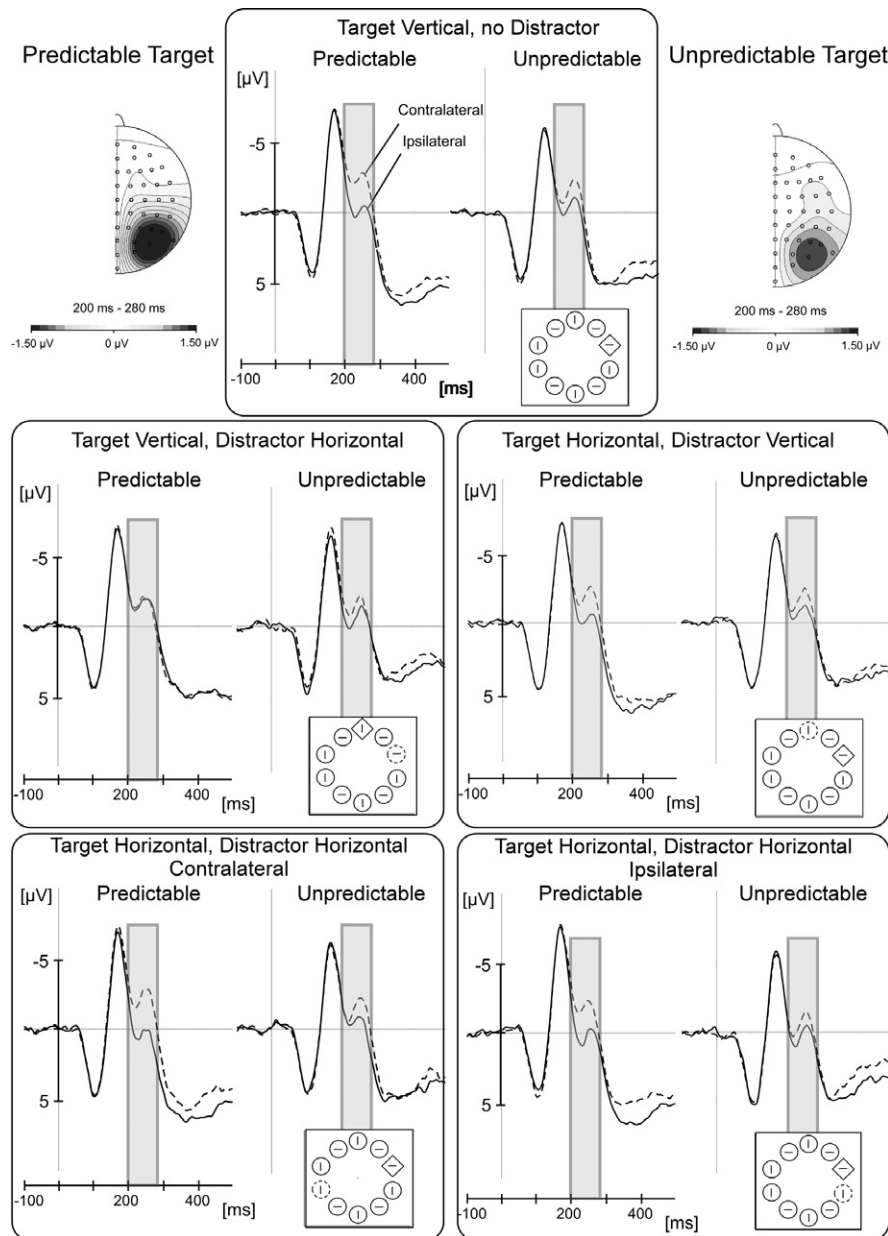 Target Vertical, no Distractor
Predictable Target
Unpredictable Target
Predictable
Unpredictable
[µV]
Contralateral
Ipsilateral
-5
5
200 ms - 280 ms
-1.50 µV
0 µV
1.50 µV
200 ms - 280 ms
-1.50 µV
0 µV
1.50 µV
-100
200
400
[ms]
Target Vertical, Distractor Horizontal
Predictable
Unpredictable
[µV]
-5
5
-100
200
400
[ms]
Target Horizontal, Distractor Vertical
Predictable
Unpredictable
[µV]
-5
5
-100
200
400
[ms]
Target Horizontal, Distractor Horizontal
Contralateral
Predictable
Unpredictable
[µV]
-5
5
-100
200
400
[ms]
Target Horizontal, Distractor Horizontal
Ipsilateral
Predictable
Unpredictable
[µV]
-5
5
-100
200
400
[ms]